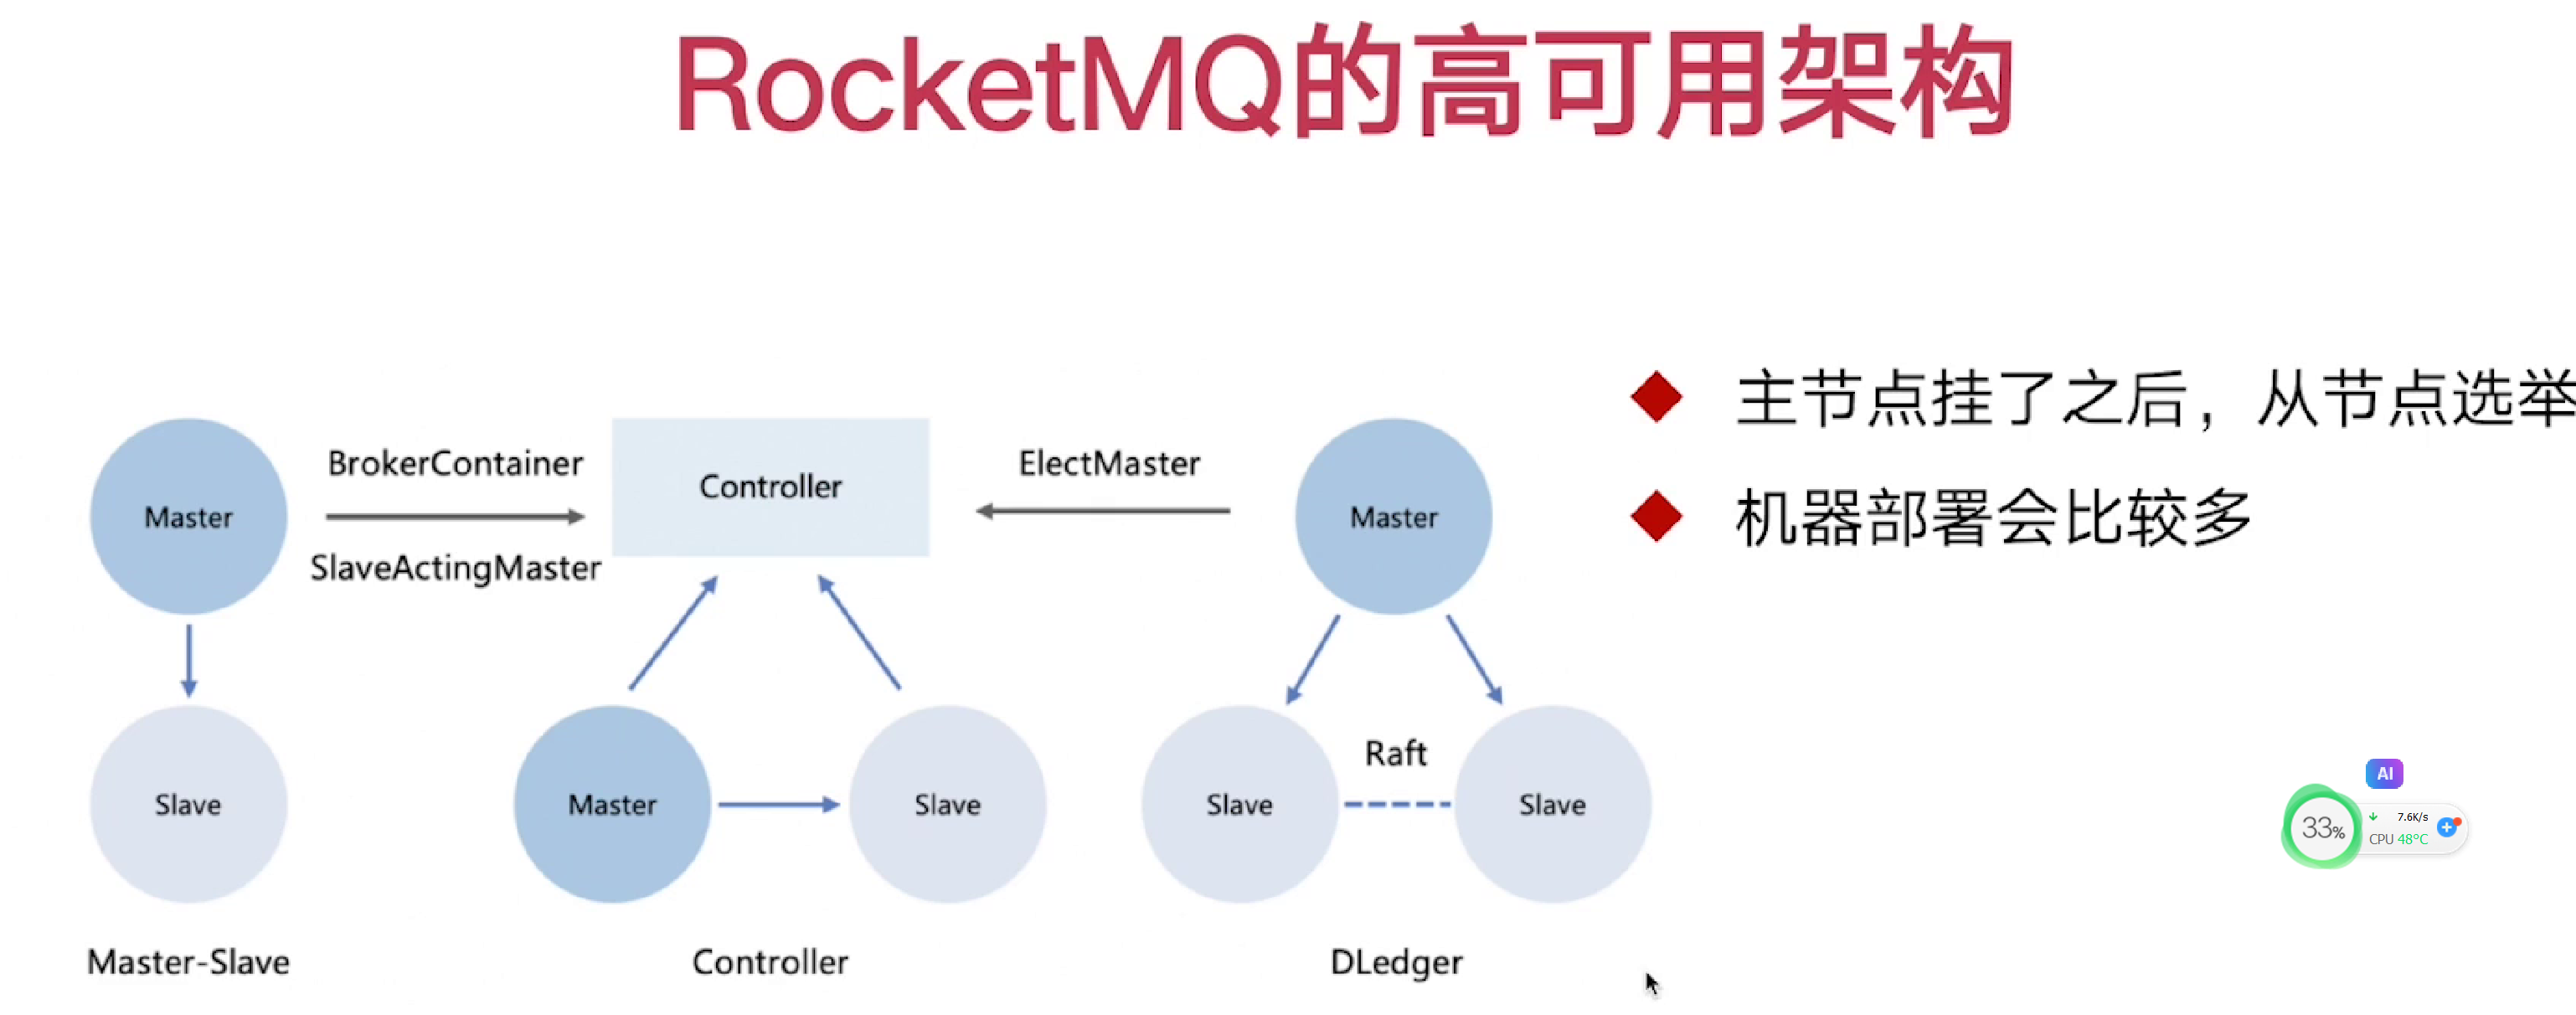 RocketMQ的高可用架构
主节点挂了之后，从节点选举
机器部署会比较多
Master
BrokerContainer
SlaveActingMaster
Controller
ElectMaster
Master
Slave
Master
Slave
Slave
Raft
Slave
Master-Slave
Controller
DLedger
AI
33%
7.6K/s
CPU 48°C